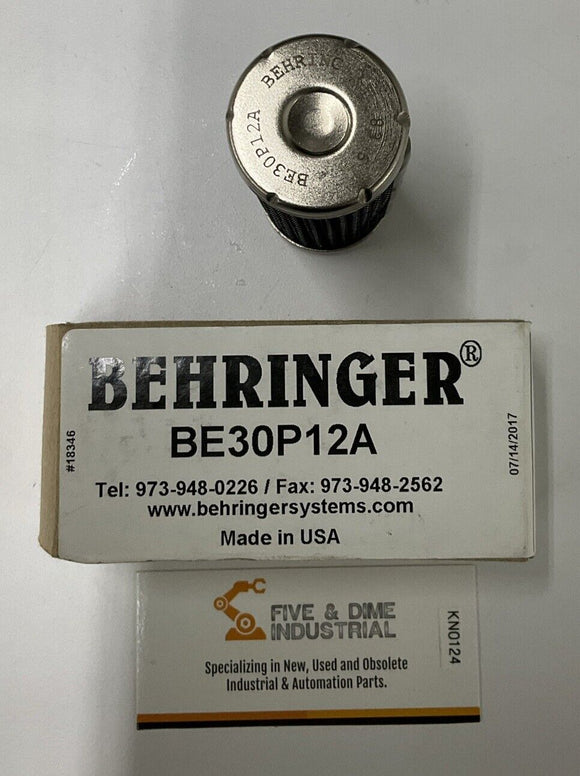 BE30P12A
BEHRINGER®
BE30P12A
#18346
07/14/2017
Tel: 973-948-0226 / Fax: 973-948-2562
www.behringersystems.com
Made in USA
FIVE & DIME
INDUSTRIAL
KN0124
Specializing in New, Used and Obsolete
Industrial & Automation Parts.